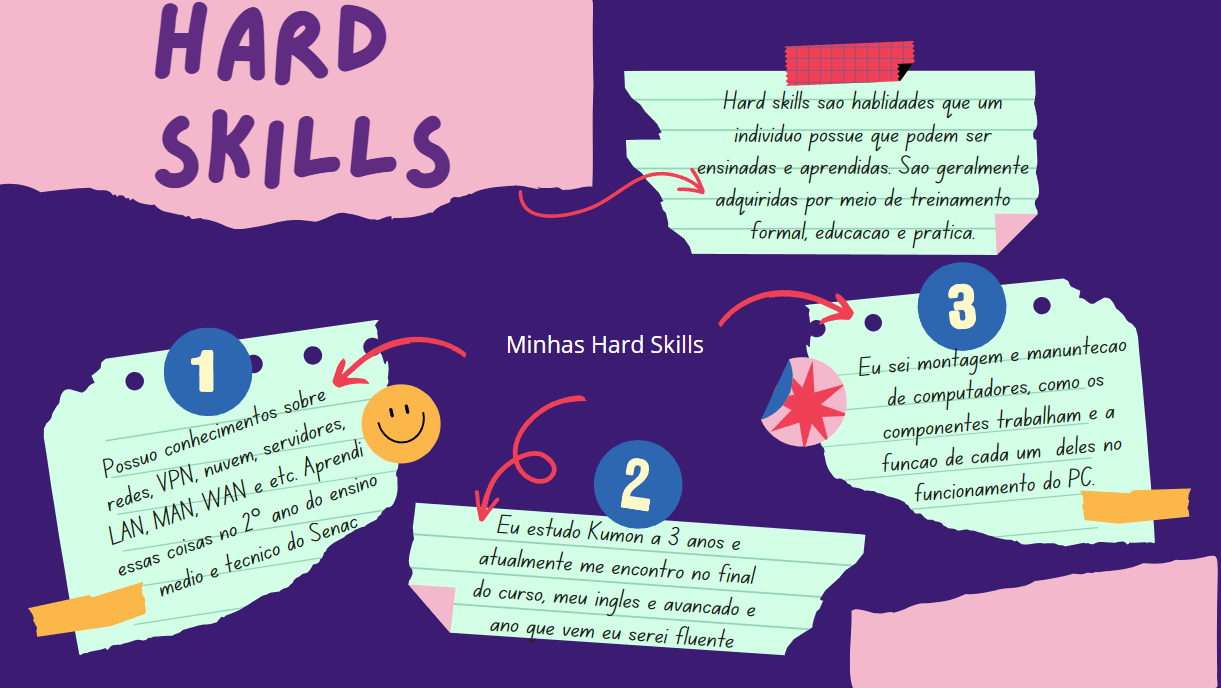 HARD
SKILLS
Hard skills sao hablidades que um
individuo possue que podem ser
ensinadas e aprendidas. Sao geralmente
adquiridas por meio de treinamento
formal, educacao e pratica.
Minhas Hard Skills
1
Possuo conhecimentos sobre
redes, VPN, nuvem, servidores,
LAN, MAN, WAN e etc. Aprendi
essas coisas no 2º ano do ensino
medio e tecnico do Senac
2
Eu estudo Kumon a 3 anos e
atualmente me encontro no final
do curso, meu ingles e avancado e
ano que vem eu serei fluente
3
Eu sei montagem e manuntecao
de computadores, como os
componentes trabalham e a
funcao de cada um deles no
funcionamento do PC.